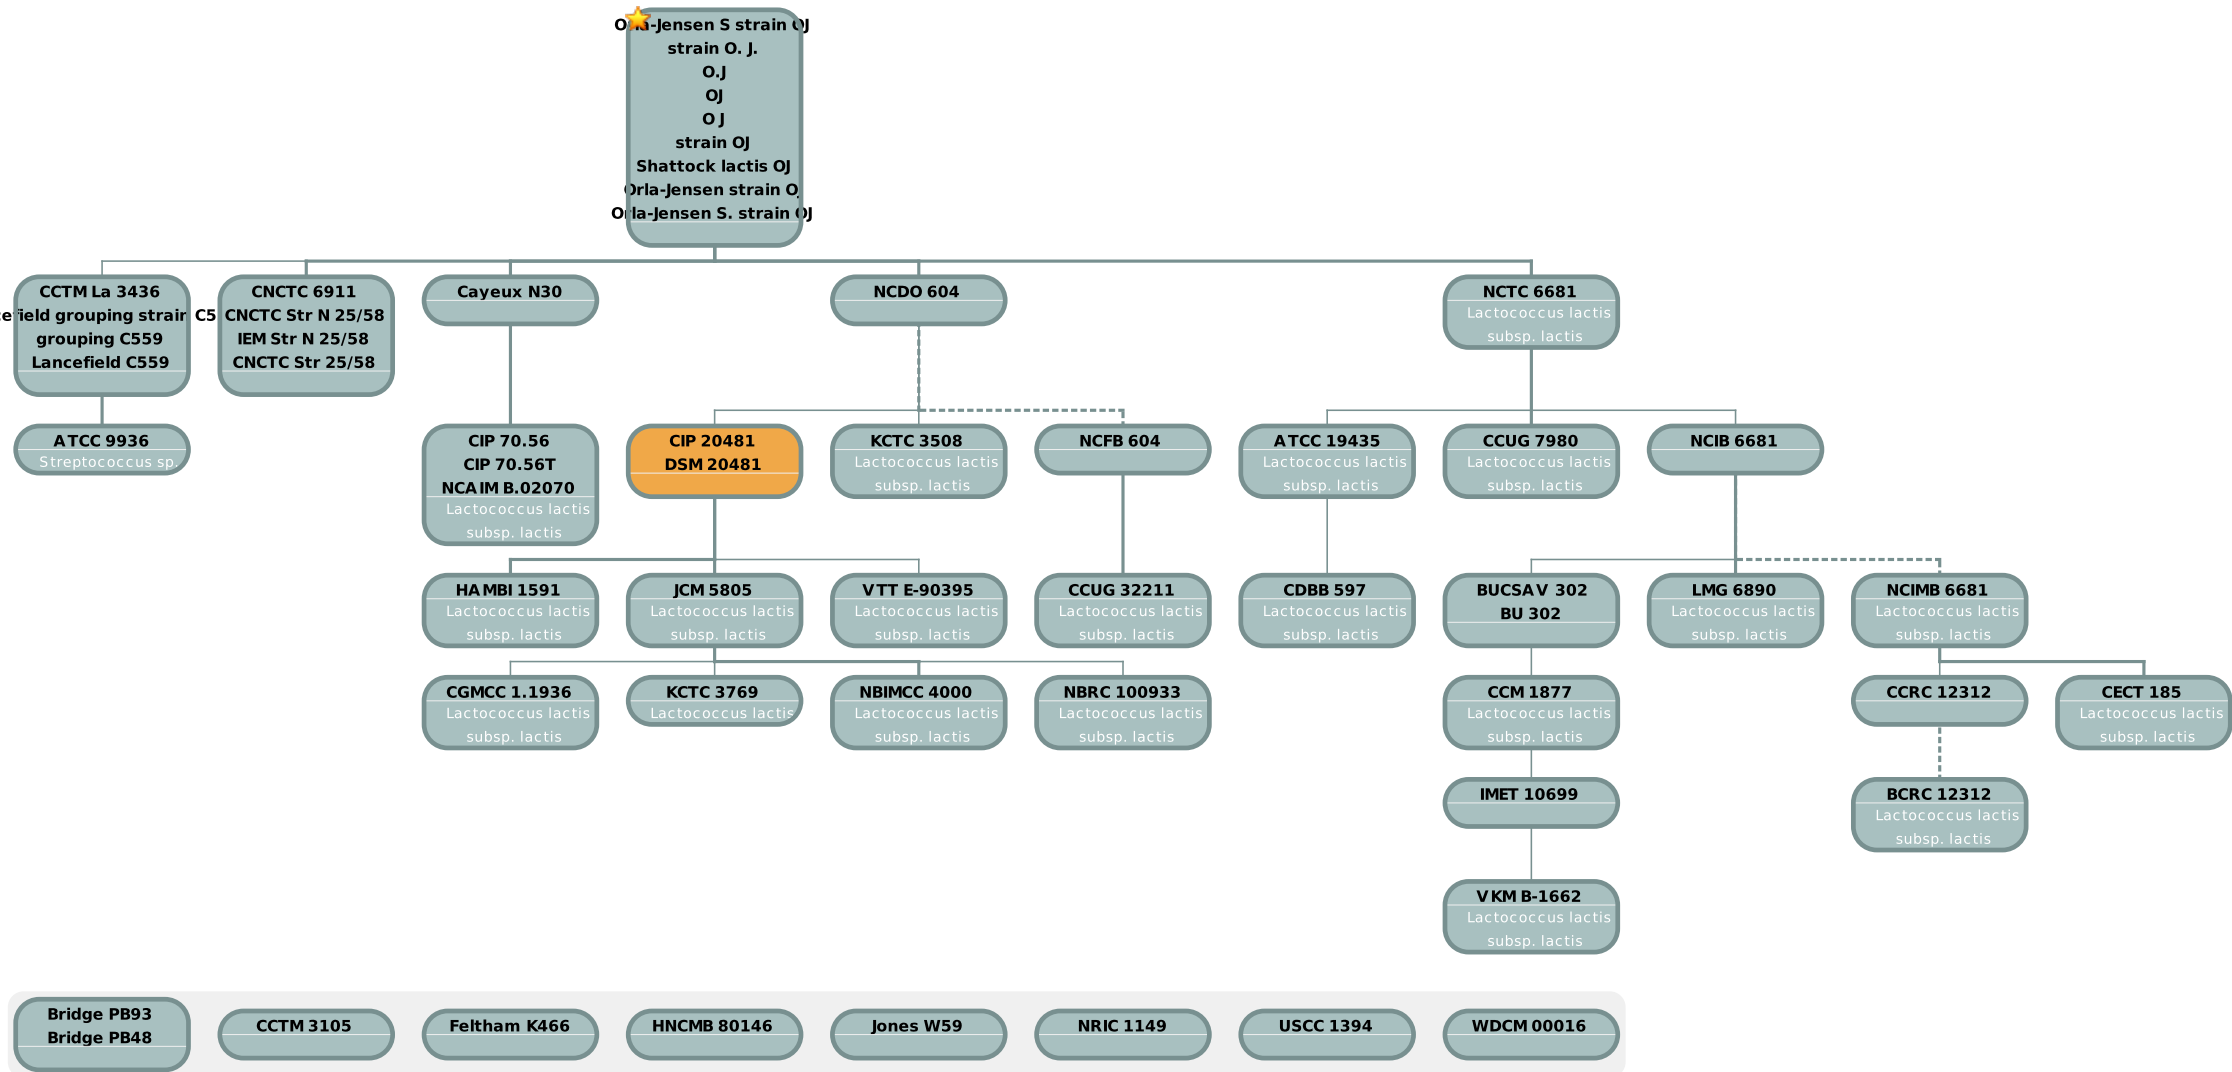 Orla-Jensen S strain OJ
strain O. J.
O.J
OJ
O J
strain OJ
Shattock lactis OJ
Orla-Jensen strain OJ
Orla-Jensen S. strain OJ
CCTM La 3436
grouping strain C5
grouping C559
Lancefield C559
CNCTC 6911
CNCTC Str N 25/58
IEM Str N 25/58
CNCTC Str 25/58
Cayeux N30
NCDO 604
NCTC 6681
Lactococcus lactis
subsp. lactis
ATCC 9936
Streptococcus sp.
CIP 70.56
CIP 70.56T
NCAIM B.02070
Lactococcus lactis
subsp. lactis
CIP 20481
DSM 20481
KCTC 3508
Lactococcus lactis
subsp. lactis
NCFB 604
ATCC 19435
Lactococcus lactis
subsp. lactis
CCUG 7980
Lactococcus lactis
subsp. lactis
NCIB 6681
HAMBI 1591
Lactococcus lactis
subsp. lactis
JCM 5805
Lactococcus lactis
subsp. lactis
VTT E-90395
Lactococcus lactis
subsp. lactis
CCUG 32211
Lactococcus lactis
subsp. lactis
CDBB 597
Lactococcus lactis
subsp. lactis
BUCSAV 302
BU 302
LMG 6890
Lactococcus lactis
subsp. lactis
NCIMB 6681
Lactococcus lactis
subsp. lactis
CGMCC 1.1936
Lactococcus lactis
subsp. lactis
KCTC 3769
Lactococcus lactis
NBIMCC 4000
Lactococcus lactis
subsp. lactis
NBRC 100933
Lactococcus lactis
subsp. lactis
CCM 1877
Lactococcus lactis
subsp. lactis
CCRC 12312
CECT 185
Lactococcus lactis
subsp. lactis
IMET 10699
BCRC 12312
Lactococcus lactis
subsp. lactis
VKM B-1662
Lactococcus lactis
subsp. lactis
Bridge PB93
Bridge PB48
CCTM 3105
Feltham K466
HNCMB 80146
Jones W59
NRIC 1149
USCC 1394
WDCM 00016